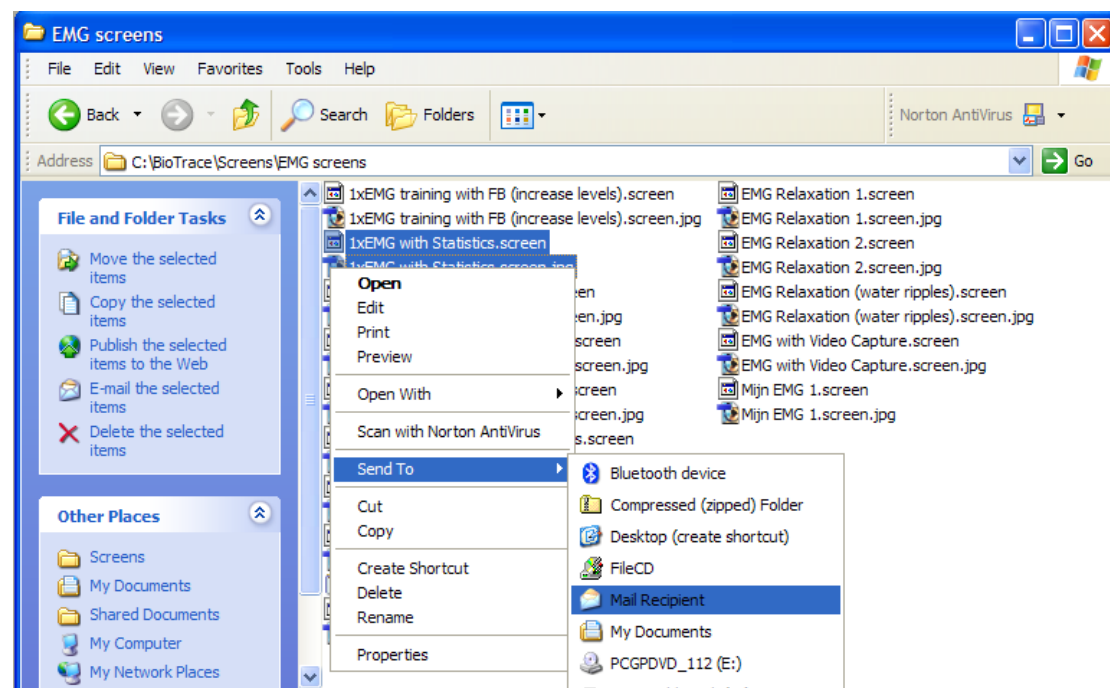 EMG screens
File Edit View Favorites Tools Help
Back Search Folders Norton AntiVirus
Address C:\BioTrace\Screens\EMG screens Go
File and Folder Tasks
Move the selected
items
Copy the selected
items
Publish the selected
items to the Web
E-mail the selected
items
Delete the selected
items
Other Places
Screens
My Documents
Shared Documents
My Computer
My Network Places
1xEMG training with FB (increase levels).screen
1xEMG training with FB (increase levels).screen.jpg
1xEMG with Statistics.screen
1xEMG with Statistics.screen.jpg
een
een.jpg
screen
screen.jpg
screen
screen.jpg
s.screen
EMG Relaxation 1.screen
EMG Relaxation 1.screen.jpg
EMG Relaxation 2.screen
EMG Relaxation 2.screen.jpg
EMG Relaxation (water ripples).screen
EMG Relaxation (water ripples).screen.jpg
EMG with Video Capture.screen
EMG with Video Capture.screen.jpg
Mijn EMG 1.screen
Mijn EMG 1.screen.jpg
Open
Edit
Print
Preview
Open With
Scan with Norton AntiVirus
Send To
Cut
Copy
Create Shortcut
Delete
Rename
Properties
Bluetooth device
Compressed (zipped) Folder
Desktop (create shortcut)
FileCD
Mail Recipient
My Documents
PCGPDVD_112 (E:)